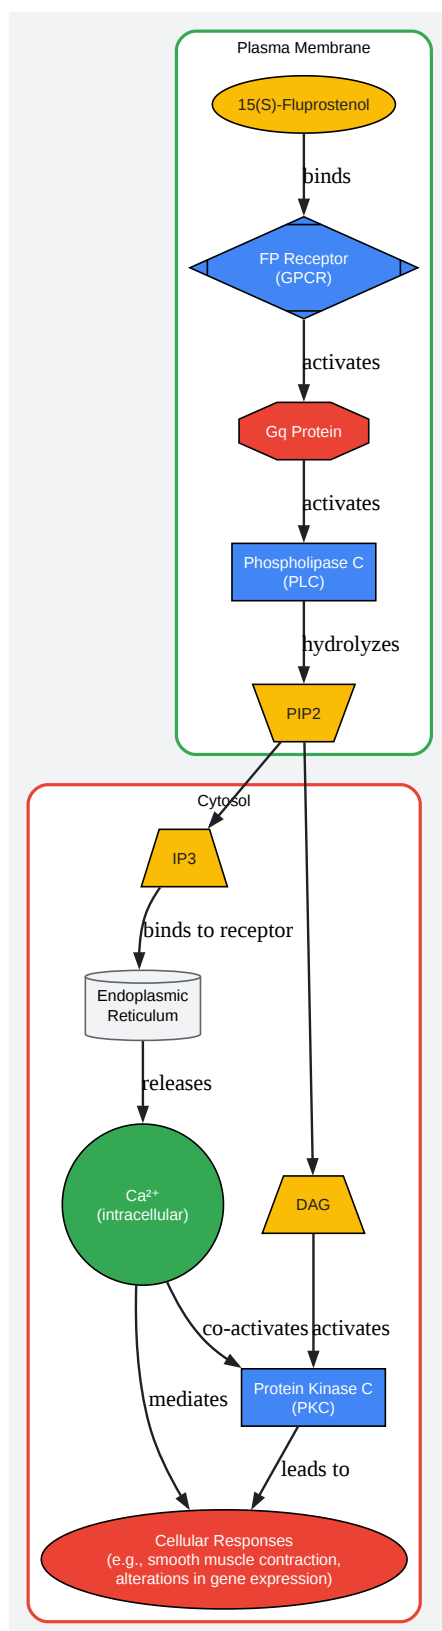 Plasma Membrane
15(S)-Fluprostenol
binds
FP Receptor
(GPCR)
activates
Gq Protein
activates
Phospholipase C
(PLC)
hydrolyzes
PIP2
Cytosol
IP3
binds to receptor
Endoplasmic
Reticulum
releases
Ca²⁺
(intracellular)
DAG
co-activates
activates
Protein Kinase C
(PKC)
mediates
leads to
Cellular Responses
(e.g., smooth muscle contraction,
alterations in gene expression)